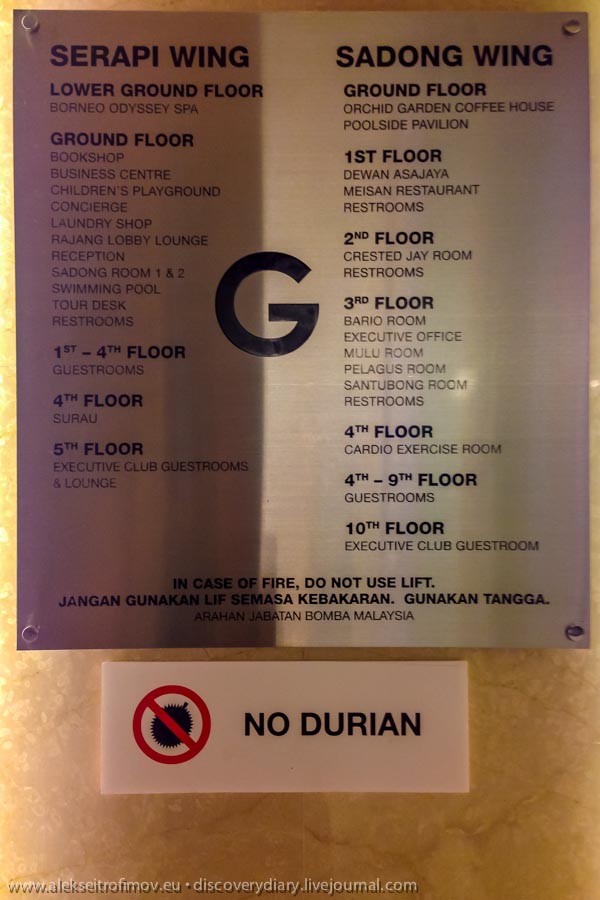 SERAPI WING
LOWER GROUND FLOOR
BORNEO ODYSSEY SPA
GROUND FLOOR
BOOKSHOP
BUSINESS CENTRE
CHILDREN'S PLAYGROUND
CONCIERGE
LAUNDRY SHOP
RAJANG LOBBY LOUNGE
RECEPTION
SADONG ROOM 1 & 2
SWIMMING POOL
TOUR DESK
RESTROOMS
1ST – 4TH FLOOR
GUESTROOMS
4TH FLOOR
SURAU
5TH FLOOR
EXECUTIVE CLUB GUESTROOMS
& LOUNGE
G
SADONG WING
GROUND FLOOR
ORCHID GARDEN COFFEE HOUSE
POOLSIDE PAVILION
1ST FLOOR
DEWAN ASAJAYA
MEISAN RESTAURANT
RESTROOMS
2ND FLOOR
CRESTED JAY ROOM
RESTROOMS
3RD FLOOR
BARIO ROOM
EXECUTIVE OFFICE
MULU ROOM
PELAGUS ROOM
SANTUBONG ROOM
RESTROOMS
4TH FLOOR
CARDIO EXERCISE ROOM
4TH – 9TH FLOOR
GUESTROOMS
10TH FLOOR
EXECUTIVE CLUB GUESTROOM
IN CASE OF FIRE, DO NOT USE LIFT.
JANGAN GUNAKAN LIF SEMASA KEBAKARAN. GUNAKAN TANGGA.
ARAHAN JABATAN BOMBA MALAYSIA
NO DURIAN
www.alekseitrofimov.eu • discoverydiary.livejournal.com